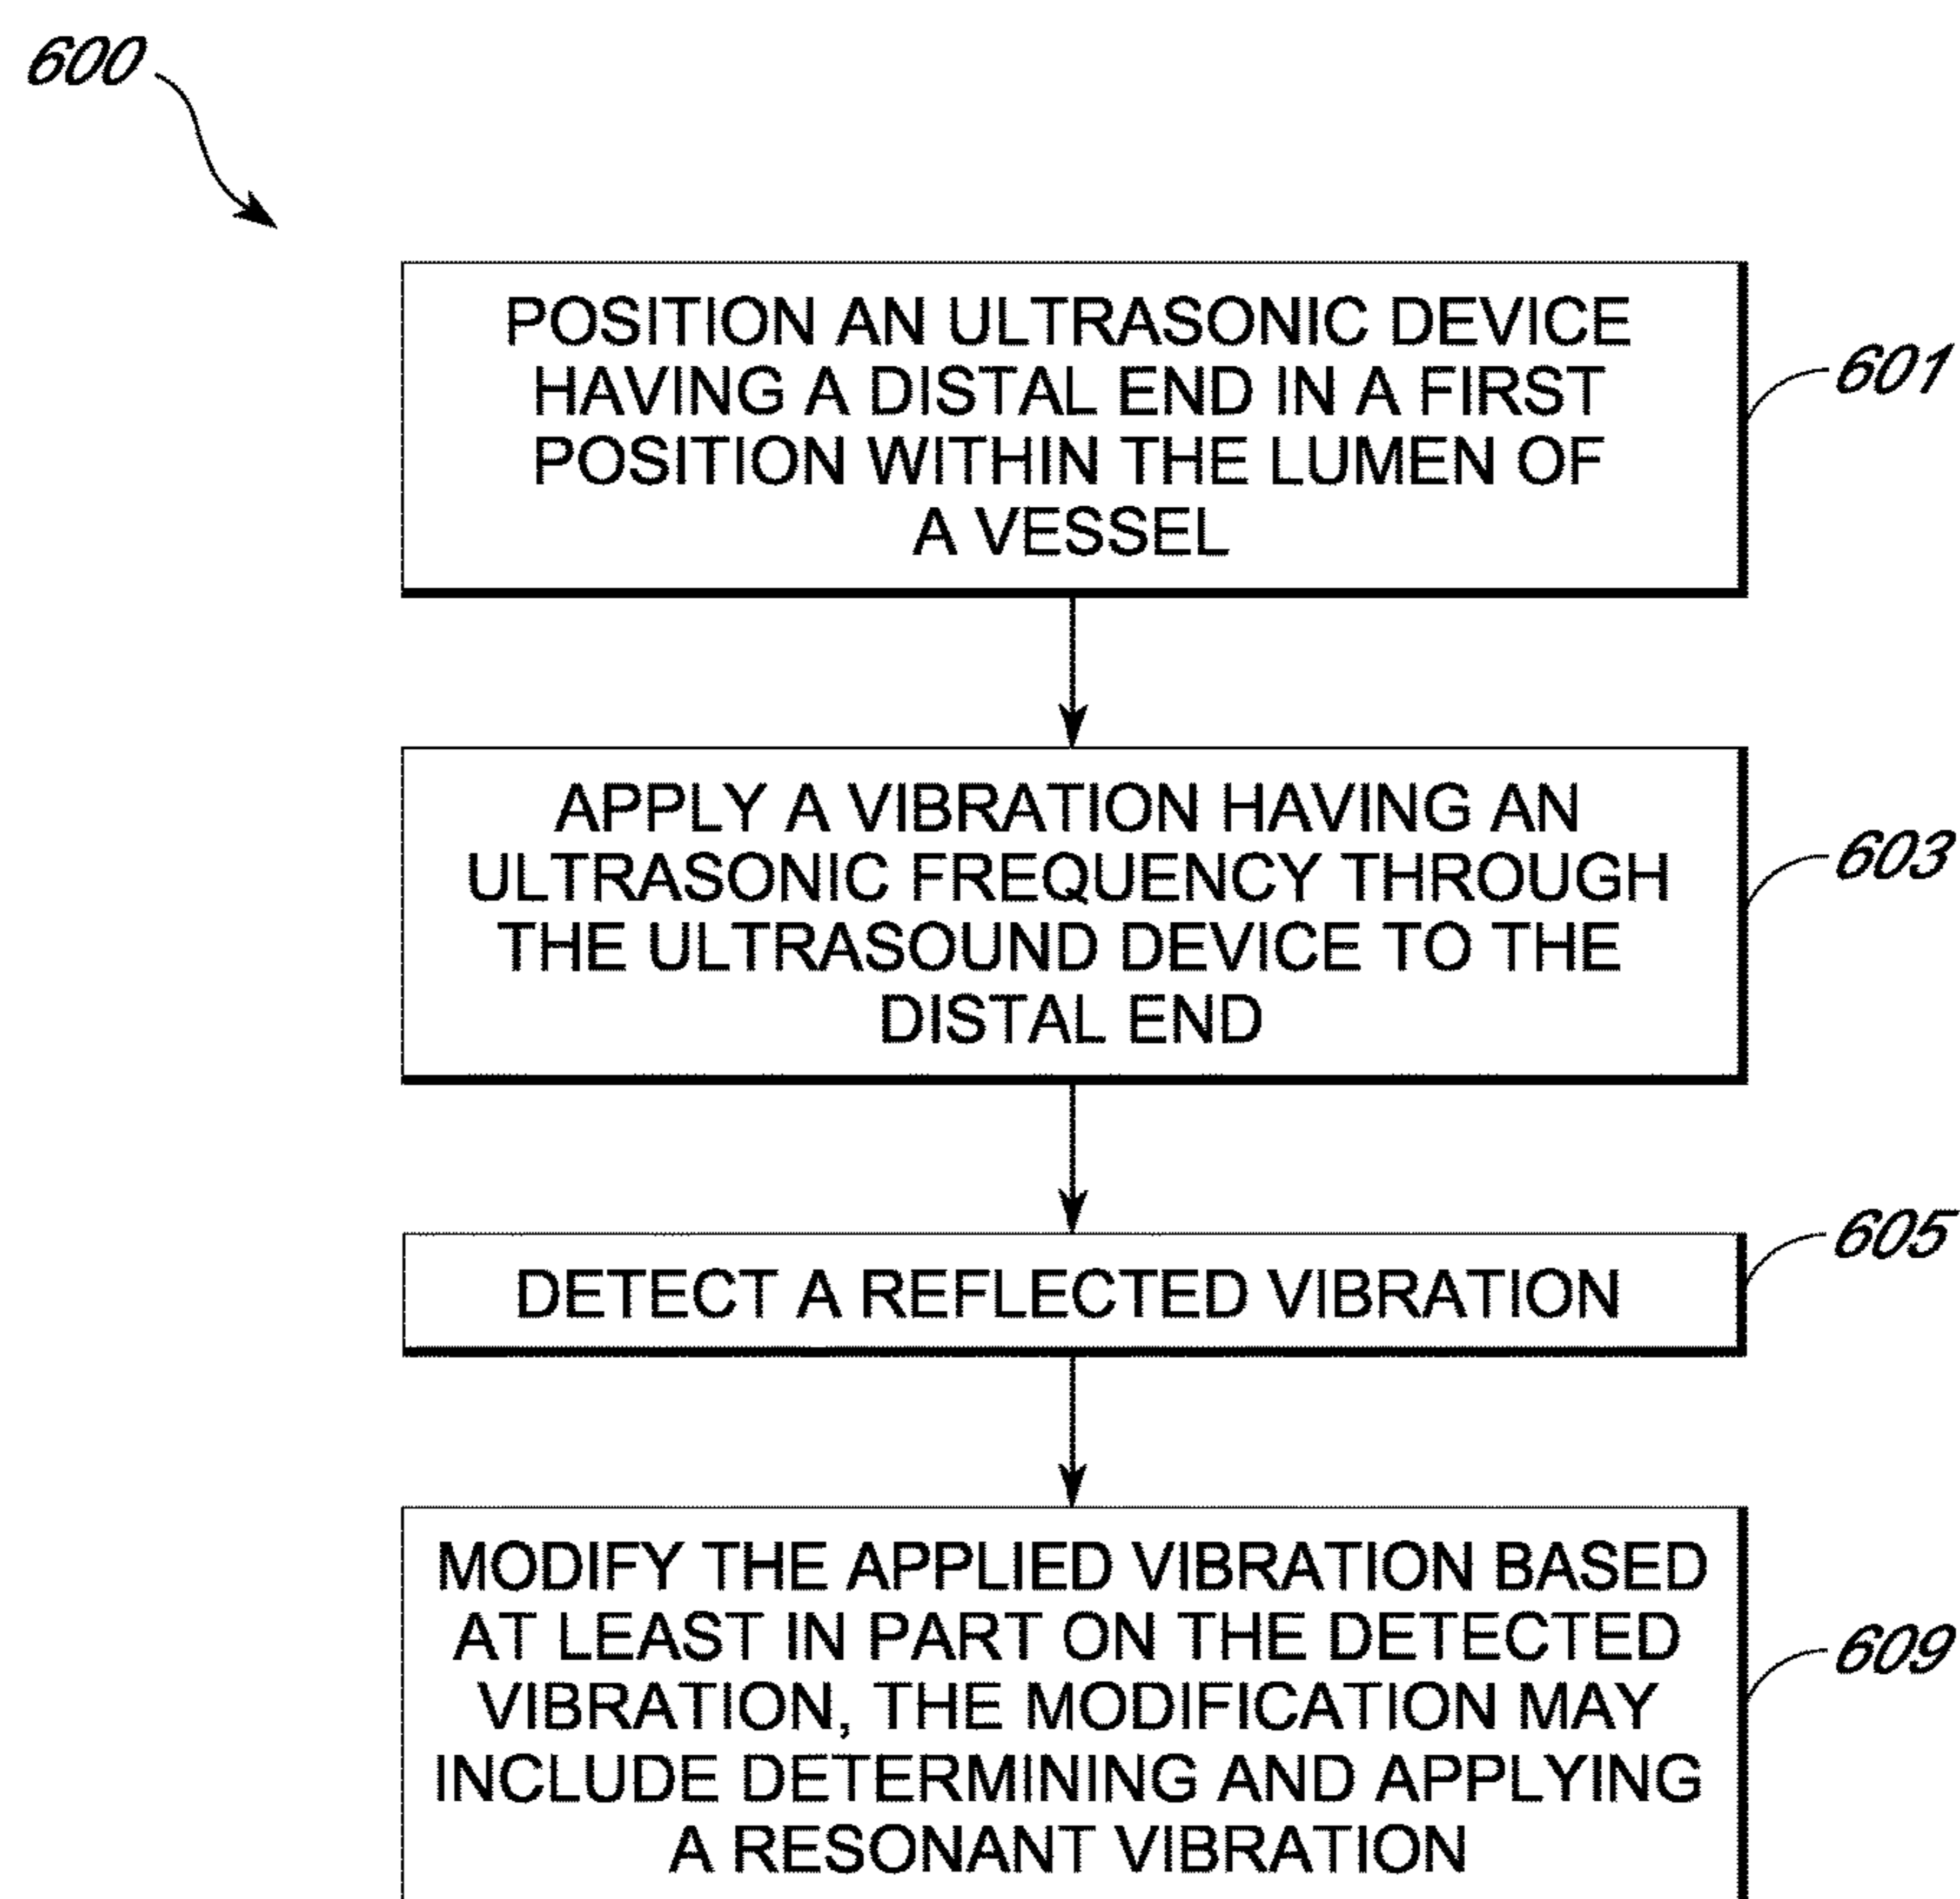 600
POSITION AN ULTRASONIC DEVICE
HAVING A DISTAL END IN A FIRST
POSITION WITHIN THE LUMEN OF
A VESSEL
601
APPLY A VIBRATION HAVING AN
ULTRASONIC FREQUENCY THROUGH
THE ULTRASOUND DEVICE TO THE
DISTAL END
603
DETECT A REFLECTED VIBRATION
605
MODIFY THE APPLIED VIBRATION BASED
AT LEAST IN PART ON THE DETECTED
VIBRATION, THE MODIFICATION MAY
INCLUDE DETERMINING AND APPLYING
A RESONANT VIBRATION
609